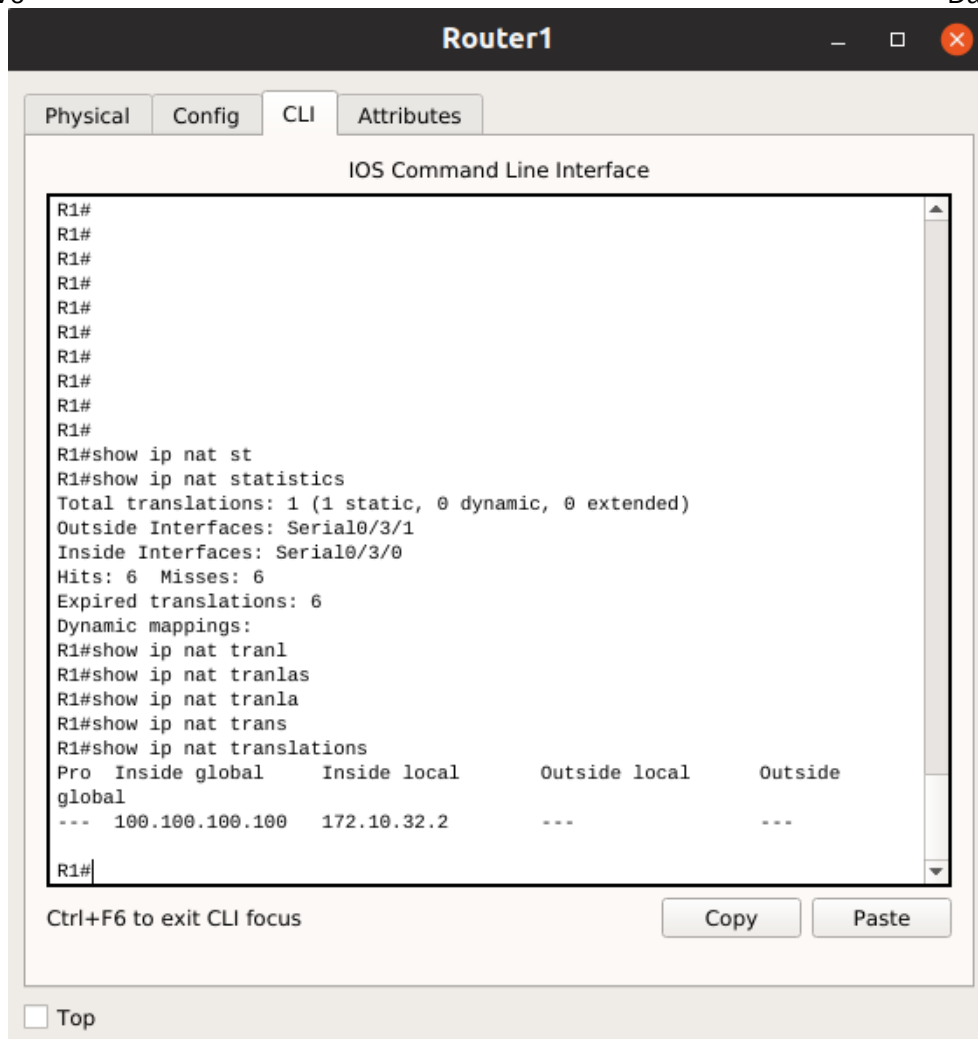 Router1
Physical Config CLI Attributes
IOS Command Line Interface
R1#
R1#
R1#
R1#
R1#
R1#
R1#
R1#
R1#
R1#
R1#show ip nat st
R1#show ip nat statistics
Total translations: 1 (1 static, 0 dynamic, 0 extended)
Outside Interfaces: Serial0/3/1
Inside Interfaces: Serial0/3/0
Hits: 6  Misses: 6
Expired translations: 6
Dynamic mappings:
R1#show ip nat tranl
R1#show ip nat tranlas
R1#show ip nat tranla
R1#show ip nat trans
R1#show ip nat translations
Pro  Inside global     Inside local       Outside local      Outside
global
---  100.100.100.100   172.10.32.2        ---                ---
R1#
Ctrl+F6 to exit CLI focus
Copy Paste
Top